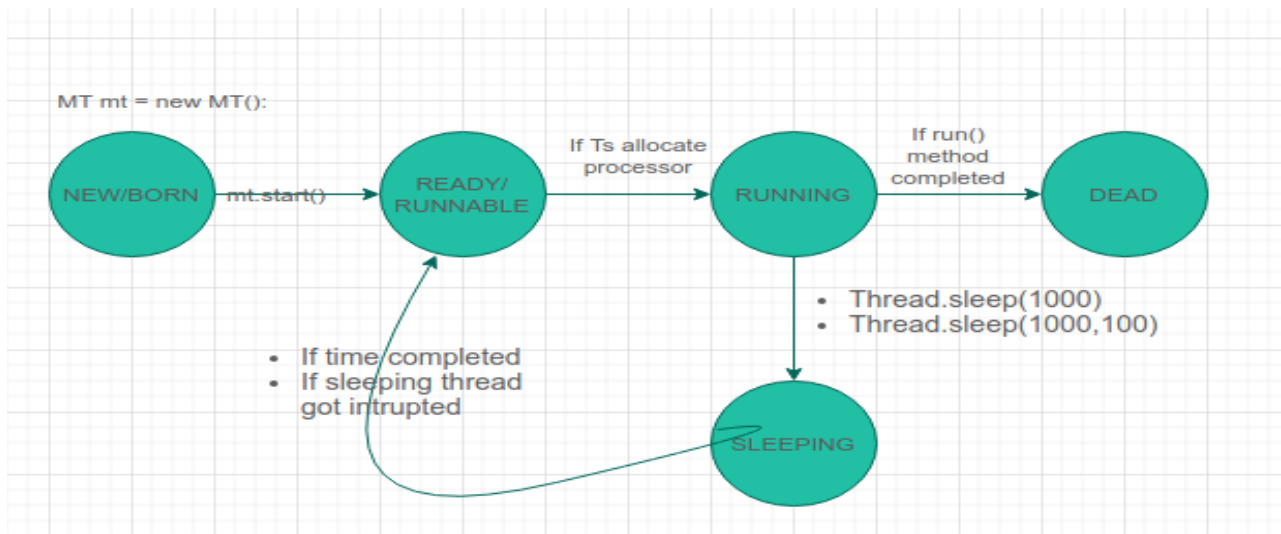 MT mt = new MT():
NEW/BORN
mt.start()
READY/
RUNNABLE
If Ts allocate
processor
RUNNING
If run()
method
completed
DEAD
• Thread.sleep(1000)
• Thread.sleep(1000,100)
• If time completed
• If sleeping thread
got intrupted
SLEEPING